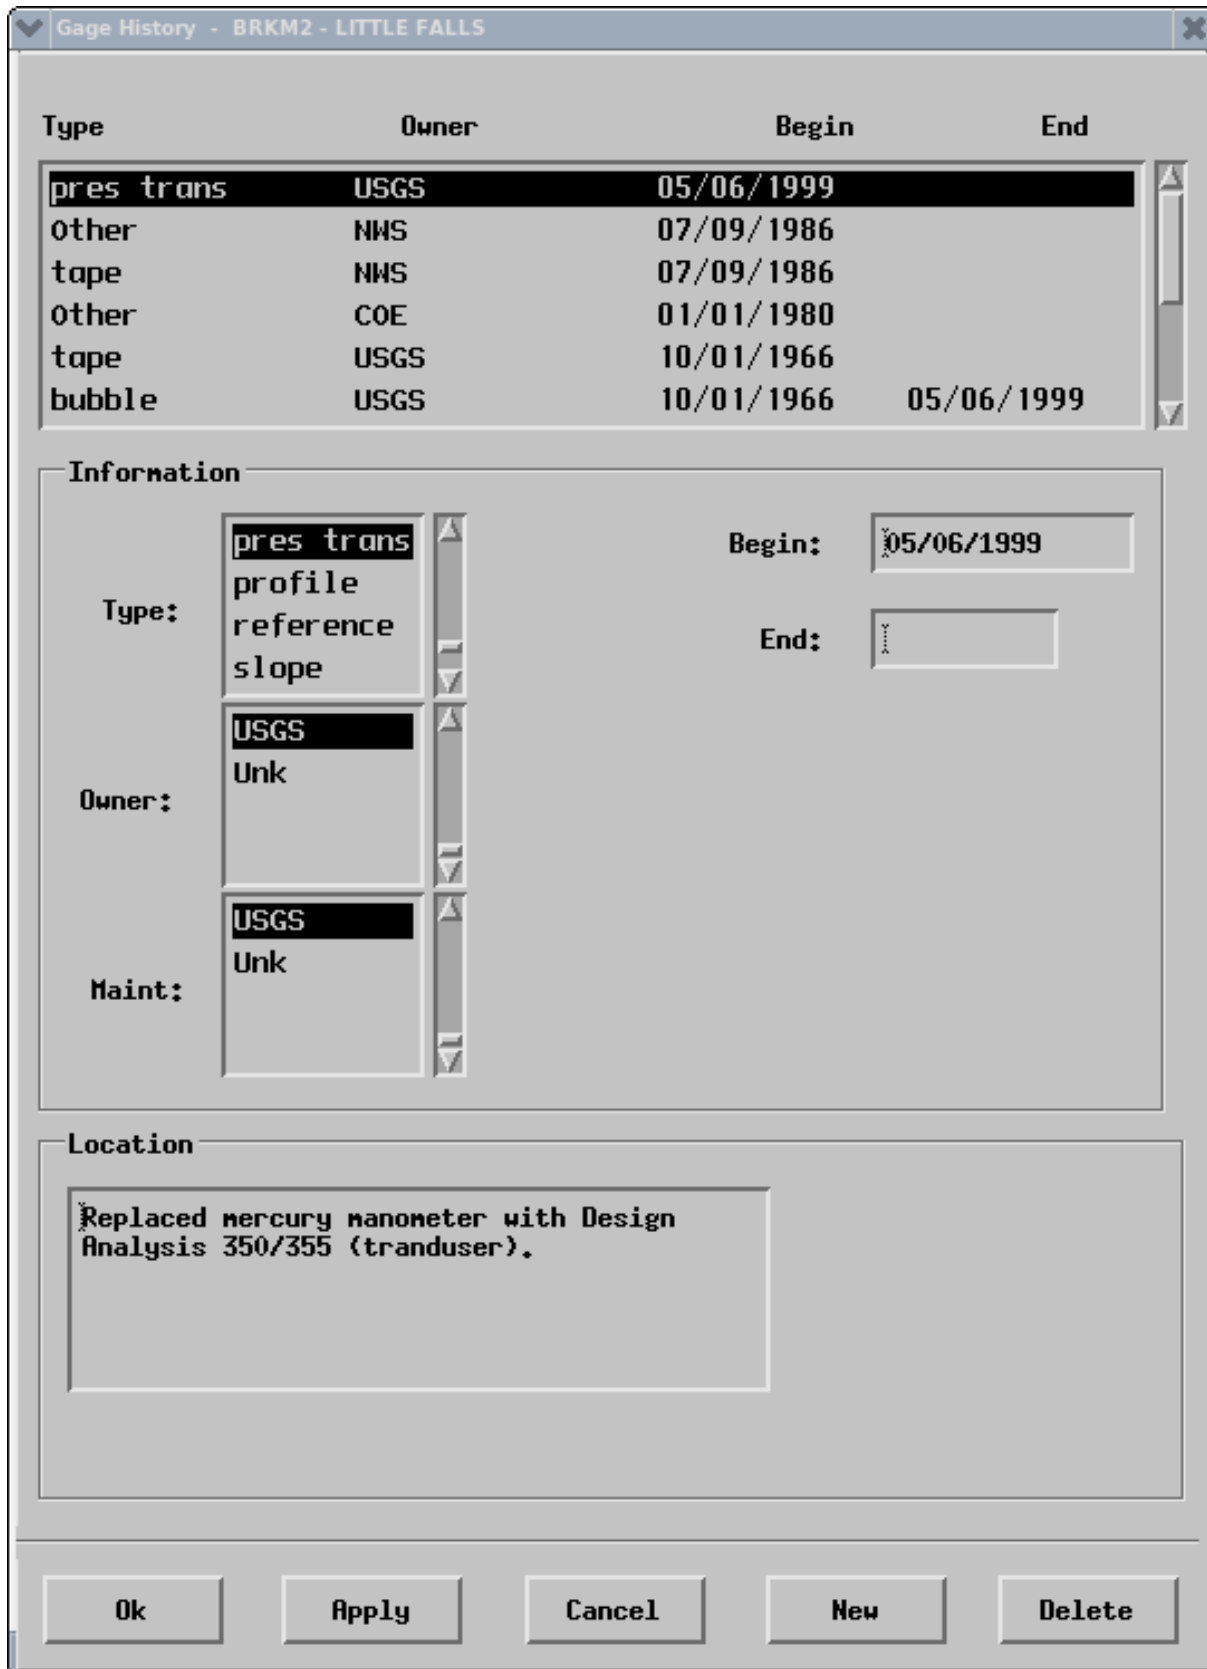 Gage History - BRKM2 - LITTLE FALLS
Type Owner Begin End
pres trans USGS 05/06/1999
Other NWS 07/09/1986
tape NWS 07/09/1986
Other COE 01/01/1980
tape USGS 10/01/1966
bubble USGS 10/01/1966 05/06/1999
Information
Type:
pres trans
profile
reference
slope
Begin: 05/06/1999
End:
Owner:
USGS
Unk
Maint:
USGS
Unk
Location
Replaced mercury manometer with Design
Analysis 350/355 (tranduser).
Ok Apply Cancel New Delete